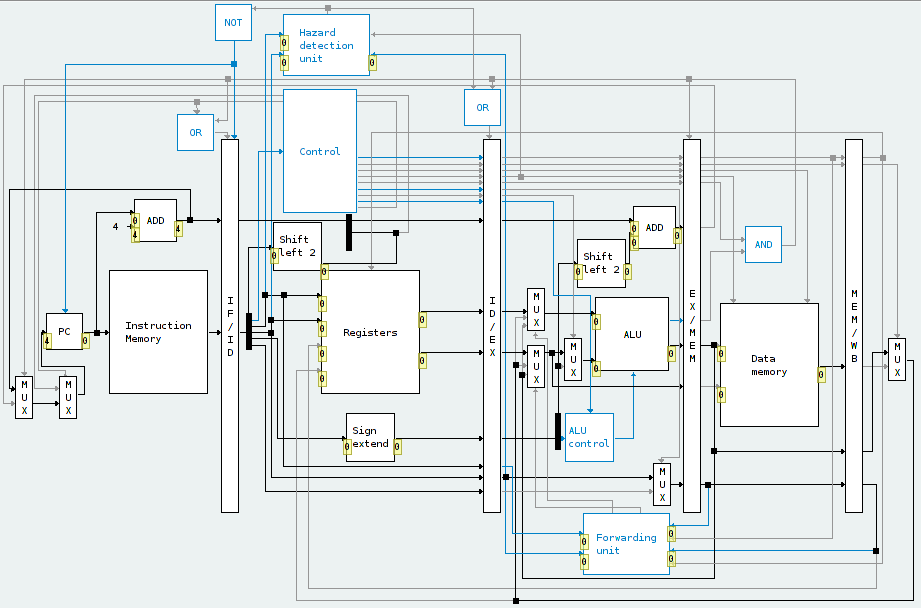 NOT
Hazard
detection
unit
0
0
0
OR
OR
Control
ADD
0
4
4
4
Shift
left 2
0
0
Shift
left 2
0
0
ADD
0
0
0
AND
PC
4
0
Instruction
Memory
IF/ID
Registers
0
0
0
0
0
0
ID/EX
MUX
MUX
MUX
ALU
0
0
0
EX/MEM
Data
memory
0
0
0
MEM/WB
MUX
MUX
MUX
Sign
extend
0
0
ALU
control
MUX
Forwarding
unit
0
0
0
0